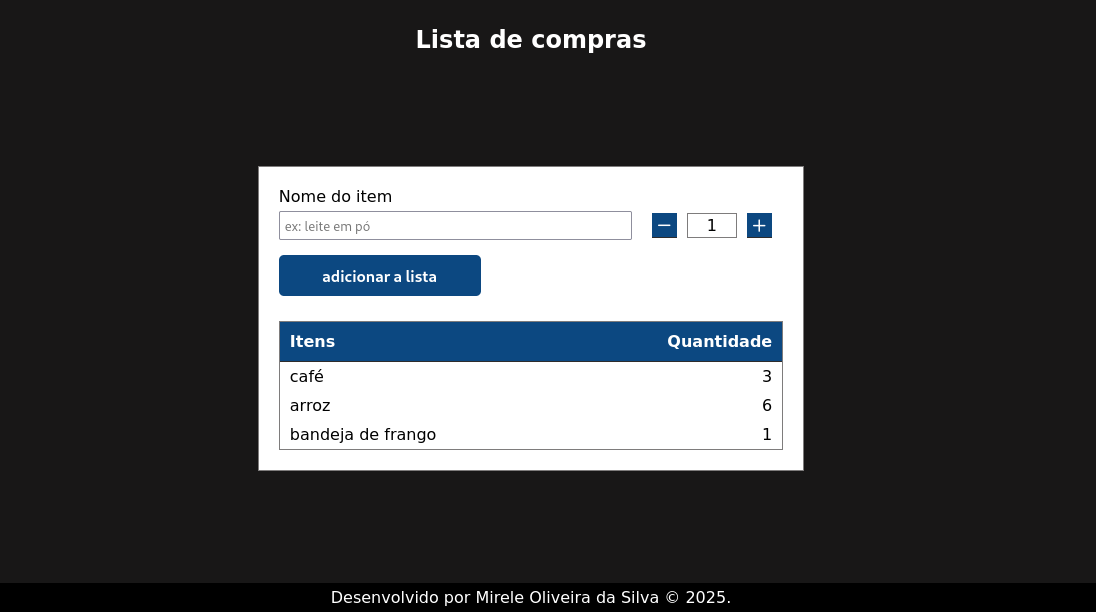 Lista de compras
Nome do item
ex: leite em pó − 1 +
adicionar a lista
Itens Quantidade
café 3
arroz 6
bandeja de frango 1
Desenvolvido por Mirele Oliveira da Silva © 2025.